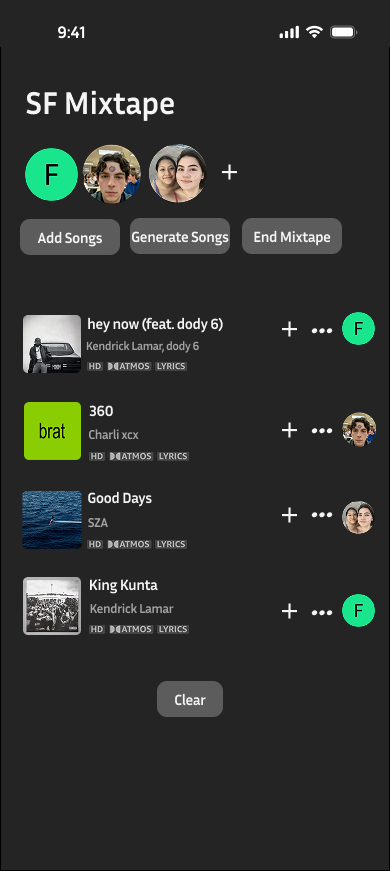 9:41
SF Mixtape
F
+
Add Songs
Generate Songs
End Mixtape
hey now (feat. dody 6)
Kendrick Lamar, dody 6
HD ATMOS LYRICS
F
brat
360
Charli xcx
HD ATMOS LYRICS
Good Days
SZA
HD ATMOS LYRICS
King Kunta
Kendrick Lamar
HD ATMOS LYRICS
F
Clear